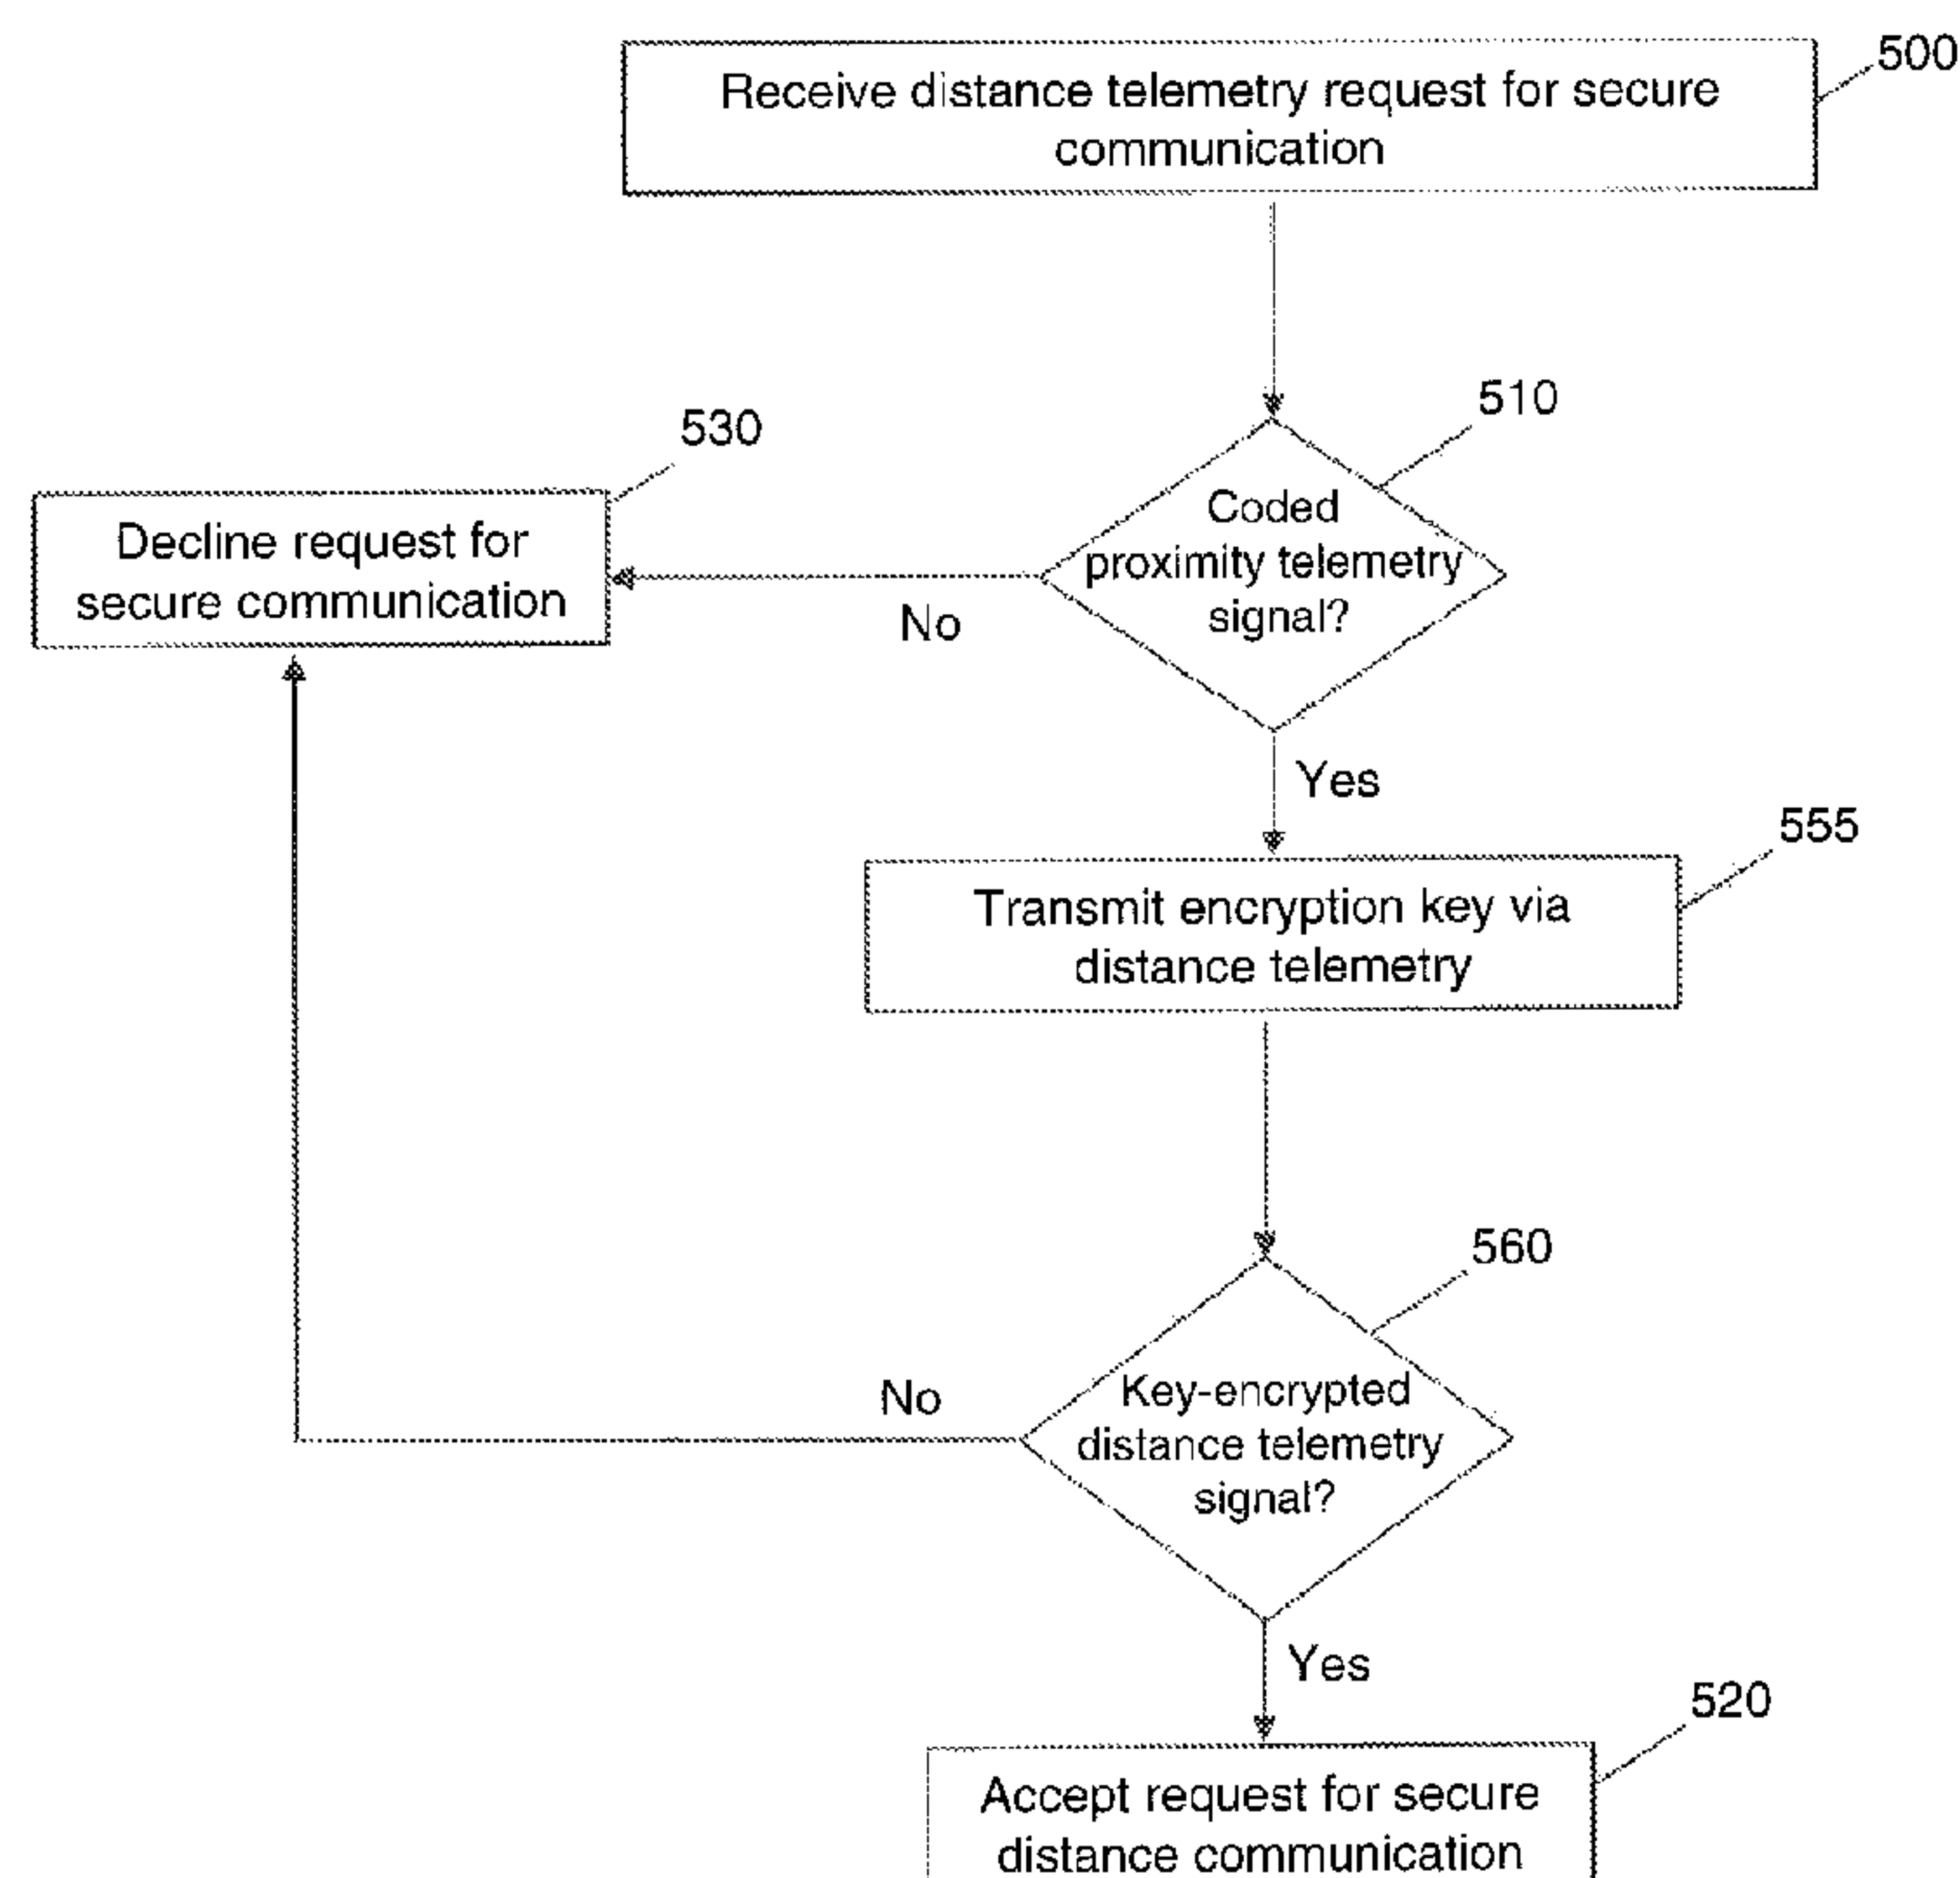 500
Receive distance telemetry request for secure
communication
510
530
Coded
proximity telemetry
signal?
Decline request for
secure communication
No
Yes
555
Transmit encryption key via
distance telemetry
560
Key-encrypted
distance telemetry
signal?
No
Yes
520
Accept request for secure
distance communication